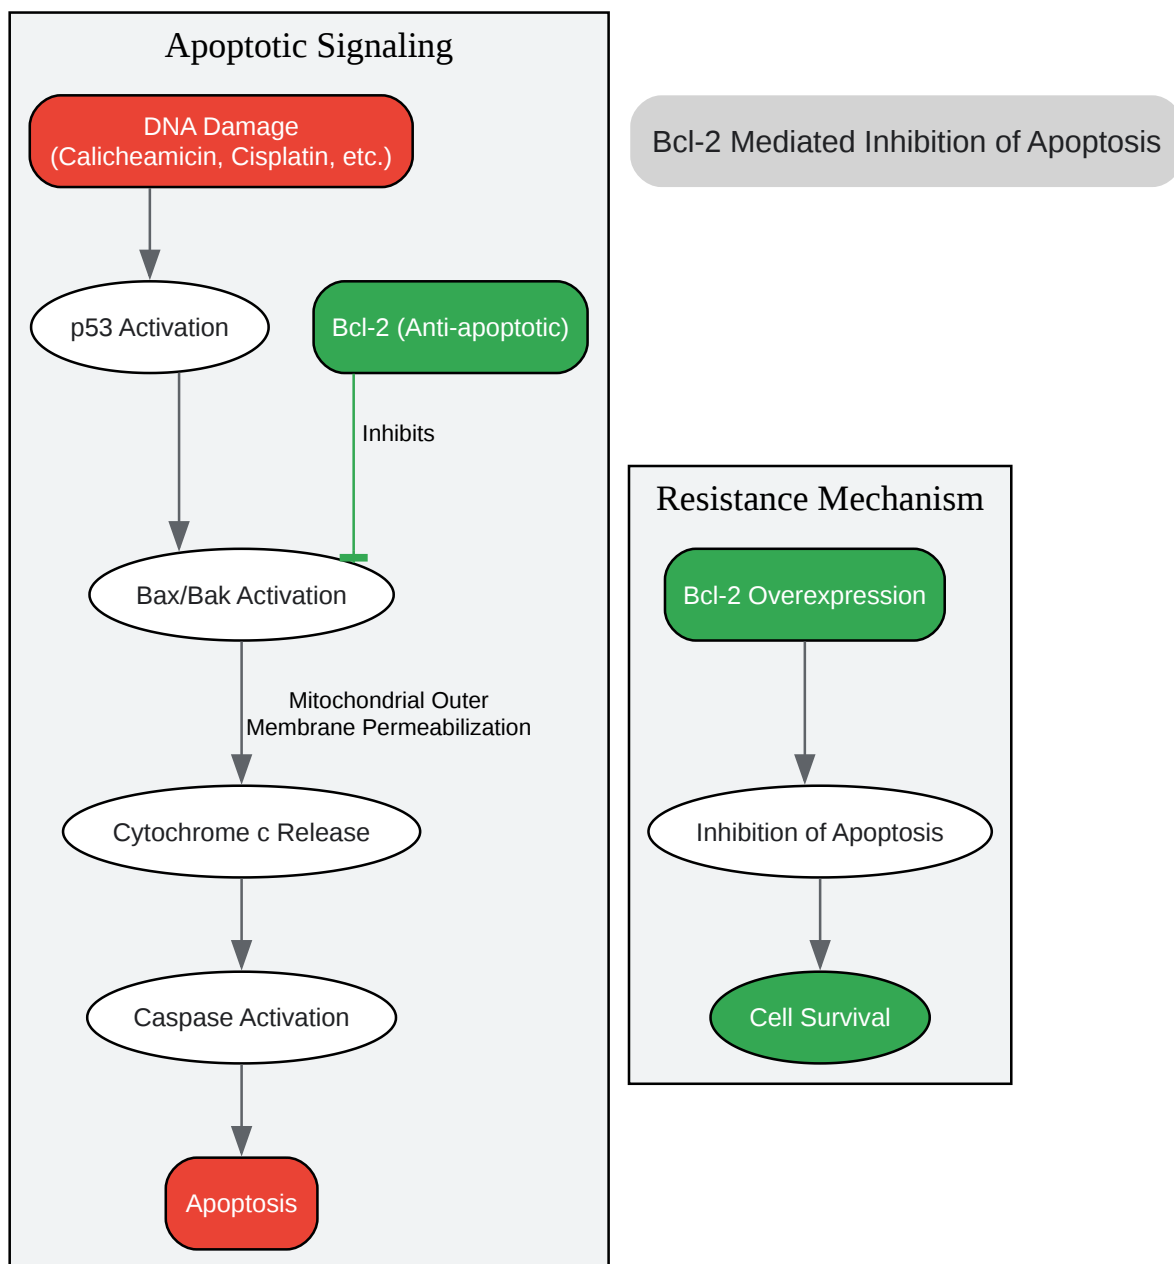 Apoptotic Signaling
DNA Damage
(Calicheamicin, Cisplatin, etc.)
Bcl-2 Mediated Inhibition of Apoptosis
p53 Activation
Bcl-2 (Anti-apoptotic)
Inhibits
Bax/Bak Activation
Mitochondrial Outer
Membrane Permeabilization
Cytochrome c Release
Caspase Activation
Apoptosis
Resistance Mechanism
Bcl-2 Overexpression
Inhibition of Apoptosis
Cell Survival